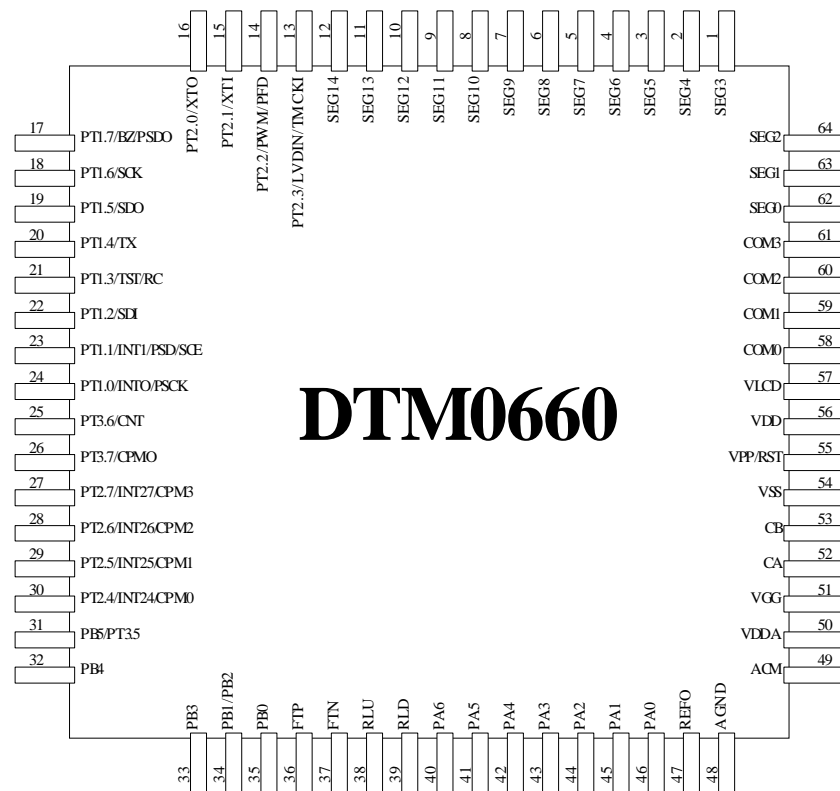 16 15 14 13 12 11 10 9 8 7 6 5 4 3 2 1
PT2.0/XTO
PT2.1/XTI
PT2.2/PWM/PFD
PT2.3/LVDIN/TMCKI
SEG14
SEG13
SEG12
SEG11
SEG10
SEG9
SEG8
SEG7
SEG6
SEG5
SEG4
SEG3
17 PT1.7/BZ/PSDO
18 PT1.6/SCK
19 PT1.5/SDO
20 PT1.4/TX
21 PT1.3/TST/RC
22 PT1.2/SDI
23 PT1.1/INT1/PSD/SCE
24 PT1.0/INTO/PSCK
25 PT3.6/CNT
26 PT3.7/CPMO
27 PT2.7/INT27/CPM3
28 PT2.6/INT26/CPM2
29 PT2.5/INT25/CPM1
30 PT2.4/INT24/CPM0
31 PB5/PT3.5
32 PB4
DTM0660
SEG2 64
SEG1 63
SEG0 62
COM3 61
COM2 60
COM1 59
COM0 58
VLCD 57
VDD 56
VPP/RST 55
VSS 54
CB 53
CA 52
VGG 51
VDDA 50
ACM 49
PB3
PB1/PB2
PB0
FTP
FTN
RLU
RLD
PA6
PA5
PA4
PA3
PA2
PA1
PA0
REFO
AGND
33 34 35 36 37 38 39 40 41 42 43 44 45 46 47 48